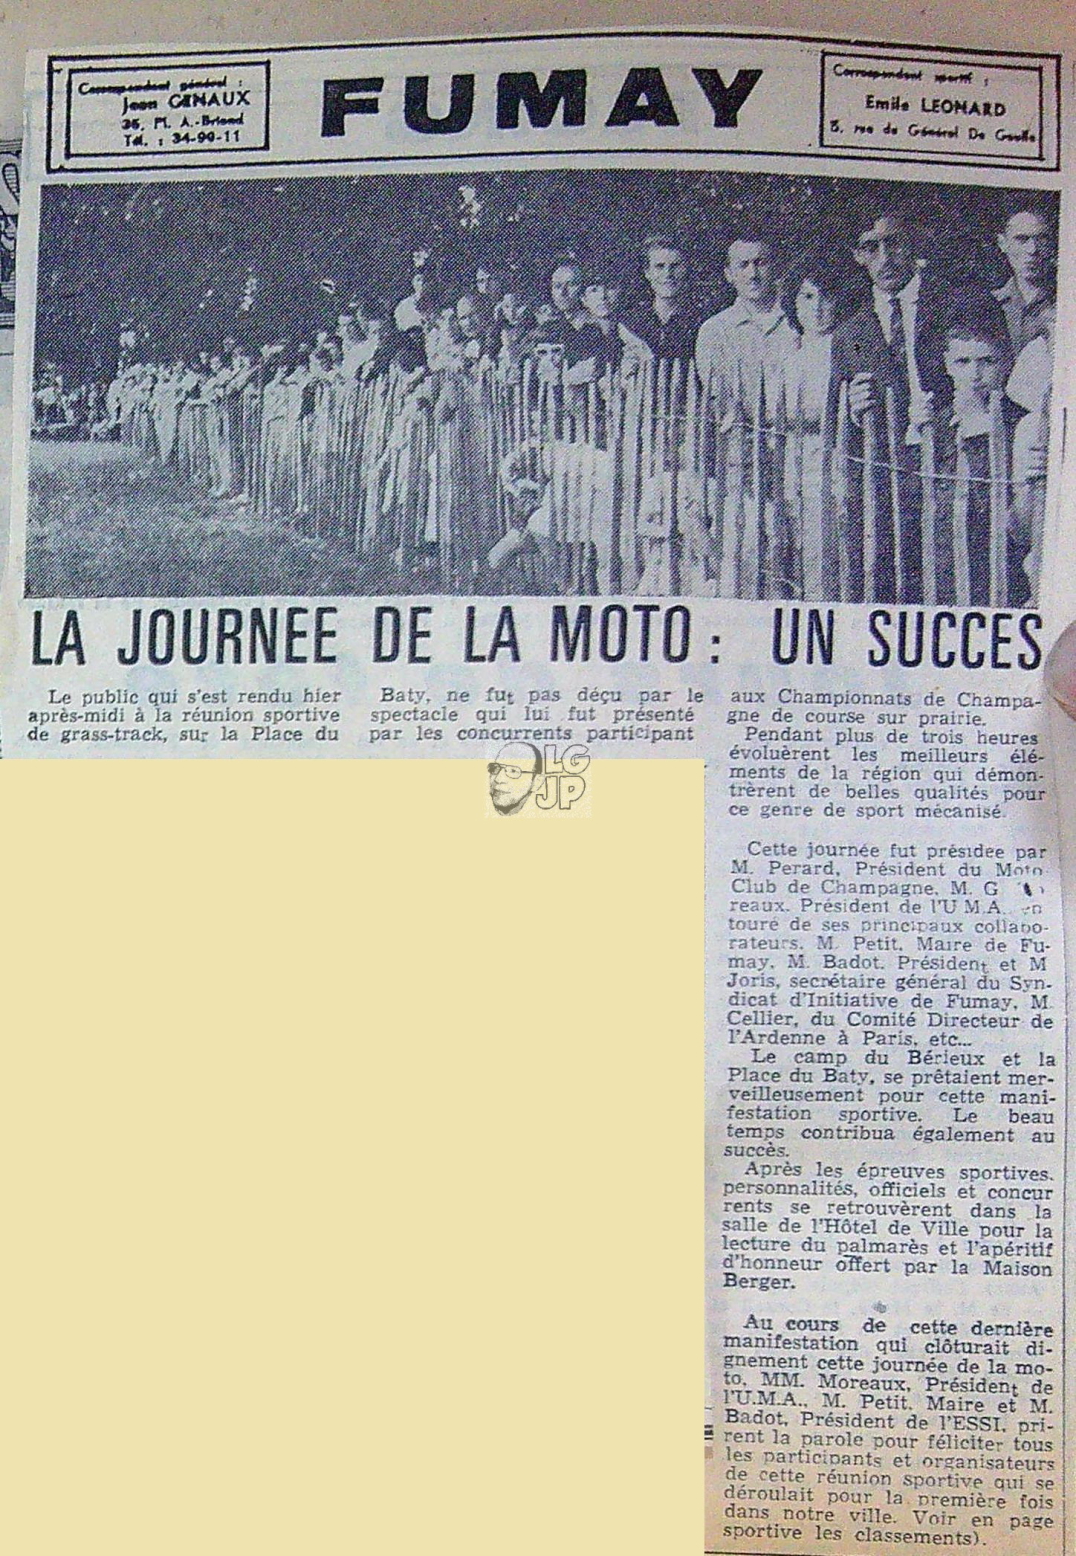 Correspondant général :
Jean GENAUX
36, Pl. A.-Briand
Tél. : 34-90-11
FUMAY
Correspondant sportif :
Emile LEONARD
rue du Général De Gaulle
LA JOURNEE DE LA MOTO : UN SUCCES
Le public qui s'est rendu hier
après-midi à la réunion sportive
de grass-track, sur la Place du
Baty, ne fut pas déçu par le
spectacle qui lui fut présenté
par les concurrents participant
aux Championnats de Champa-
gne de course sur prairie.
Pendant plus de trois heures
évoluèrent les meilleurs élé-
ments de la région qui démon-
trèrent de belles qualités pour
ce genre de sport mécanisé.
Cette journée fut présidée par
M. Perard, Président du Moto
Club de Champagne, M. G
reaux, Président de l'U.M.A., en
touré de ses principaux collabo-
rateurs. M. Petit, Maire de Fu-
may, M. Badot. Président et M
Joris, secrétaire général du Syn-
dicat d'Initiative de Fumay, M.
Cellier, du Comité Directeur de
l'Ardenne à Paris, etc...
Le camp du Bérieux et la
Place du Baty, se prêtaient mer-
veilleusement pour cette mani-
festation sportive. Le beau
temps contribua également au
succès.
Après les épreuves sportives.
personnalités, officiels et concur
rents se retrouvèrent dans la
salle de l'Hôtel de Ville pour la
lecture du palmarès et l'apéritif
d'honneur offert par la Maison
Berger.
Au cours de cette dernière
manifestation qui clôturait di-
gnement cette journée de la mo-
to, MM. Moreaux, Président de
l'U.M.A., M. Petit, Maire et M.
Badot, Président de l'ESSI, pri-
rent la parole pour féliciter tous
les participants et organisateurs
de cette réunion sportive qui se
déroulait pour la première fois
dans notre ville. Voir en page
sportive les classements).
LG
JP